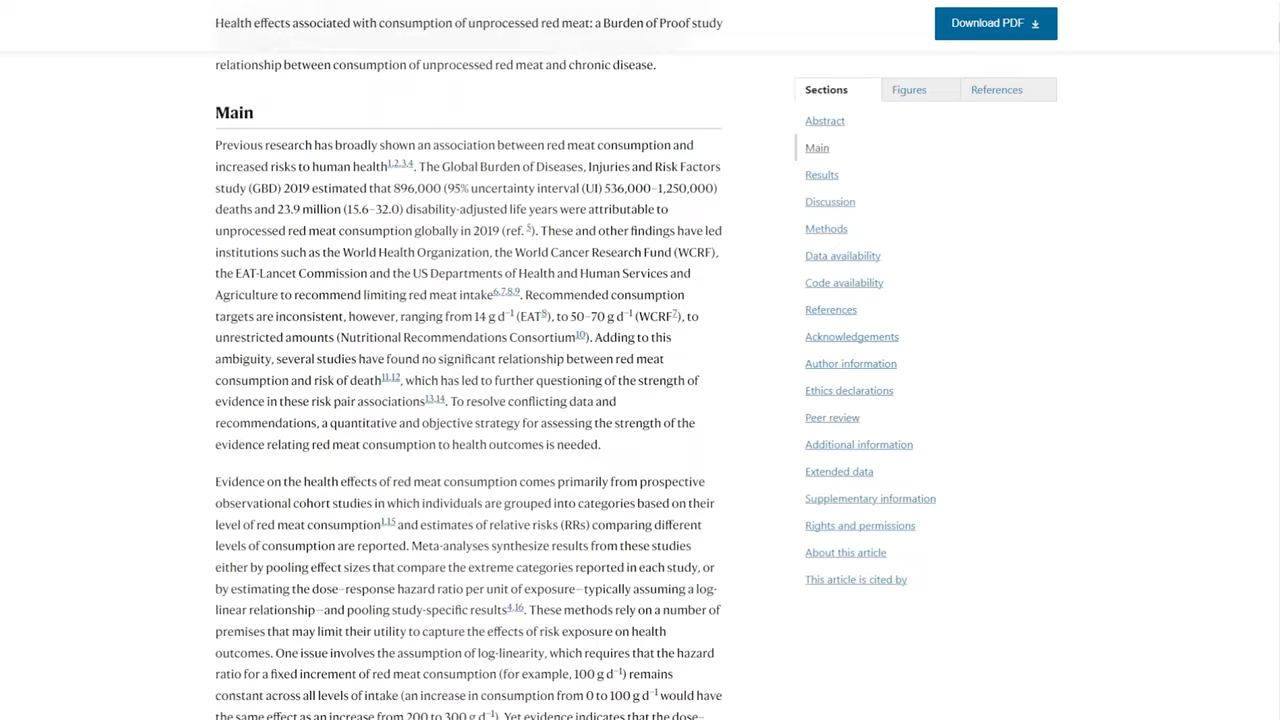 Health effects associated with consumption of unprocessed red meat: a Burden of Proof study
Download PDF
relationship between consumption of unprocessed red meat and chronic disease.
Main
Previous research has broadly shown an association between red meat consumption and
increased risks to human health1,2,3,4. The Global Burden of Diseases, Injuries and Risk Factors
study (GBD) 2019 estimated that 896,000 (95% uncertainty interval (UI) 536,000–1,250,000)
deaths and 23.9 million (15.6–32.0) disability-adjusted life years were attributable to
unprocessed red meat consumption globally in 2019 (ref. 5). These and other findings have led
institutions such as the World Health Organization, the World Cancer Research Fund (WCRF),
the EAT-Lancet Commission and the US Departments of Health and Human Services and
Agriculture to recommend limiting red meat intake6,7,8,9. Recommended consumption
targets are inconsistent, however, ranging from 14 g d−1 (EAT8), to 50–70 g d−1 (WCRF7), to
unrestricted amounts (Nutritional Recommendations Consortium10). Adding to this
ambiguity, several studies have found no significant relationship between red meat
consumption and risk of death11,12, which has led to further questioning of the strength of
evidence in these risk pair associations13,14. To resolve conflicting data and
recommendations, a quantitative and objective strategy for assessing the strength of the
evidence relating red meat consumption to health outcomes is needed.
Evidence on the health effects of red meat consumption comes primarily from prospective
observational cohort studies in which individuals are grouped into categories based on their
level of red meat consumption1,15 and estimates of relative risks (RRs) comparing different
levels of consumption are reported. Meta-analyses synthesize results from these studies
either by pooling effect sizes that compare the extreme categories reported in each study, or
by estimating the dose–response hazard ratio per unit of exposure—typically assuming a log-
linear relationship—and pooling study-specific results4,16. These methods rely on a number of
premises that may limit their utility to capture the effects of risk exposure on health
outcomes. One issue involves the assumption of log-linearity, which requires that the hazard
ratio for a fixed increment of red meat consumption (for example, 100 g d−1) remains
constant across all levels of intake (an increase in consumption from 0 to 100 g d−1 would have
the same effect as an increase from 200 to 300 g d−1). Yet evidence indicates that the dose–
Sections
Figures
References
Abstract
Main
Results
Discussion
Methods
Data availability
Code availability
References
Acknowledgements
Author information
Ethics declarations
Peer review
Additional information
Extended data
Supplementary information
Rights and permissions
About this article
This article is cited by